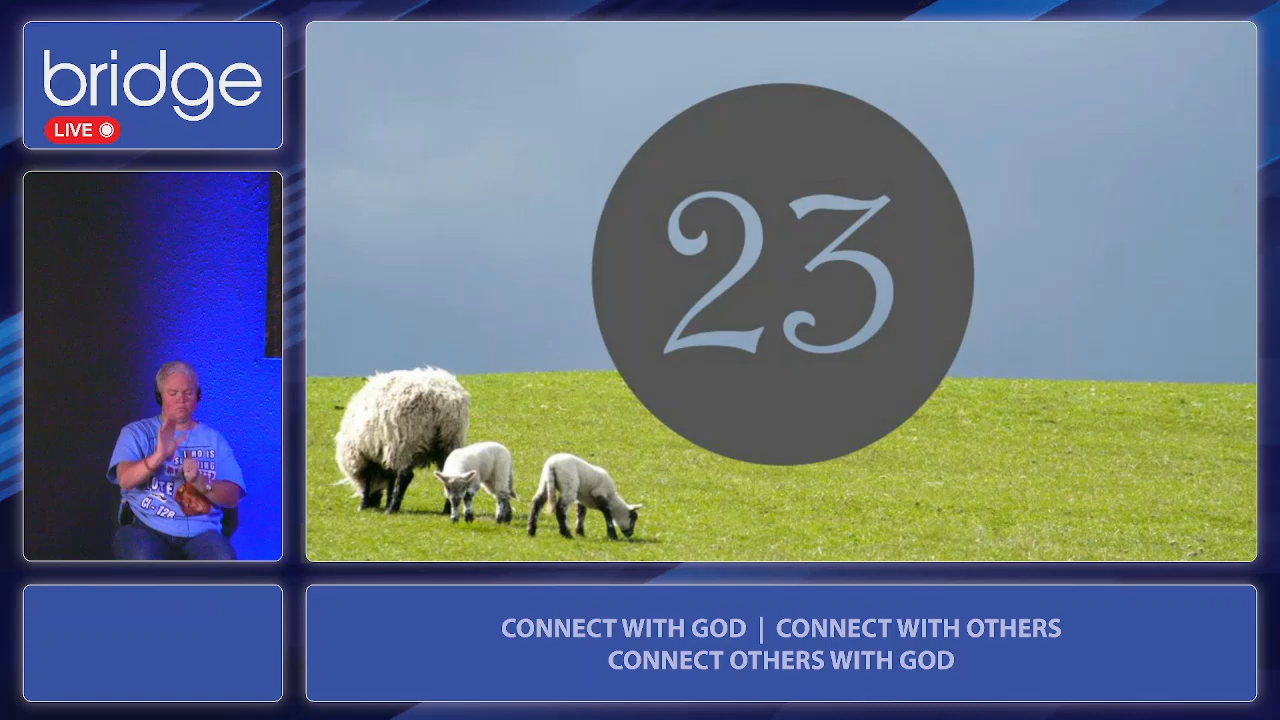 bridge
LIVE
23
CONNECT WITH GOD | CONNECT WITH OTHERS
CONNECT OTHERS WITH GOD